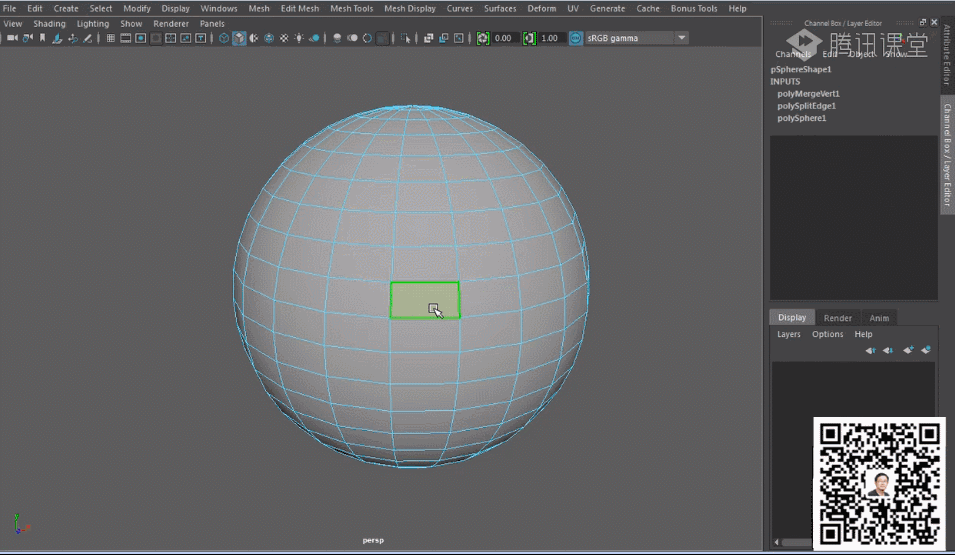 File Edit Create Select Modify Display Windows Mesh Edit Mesh Mesh Tools Mesh Display Curves Surfaces Deform UV Generate Cache Bonus Tools Help
View Shading Lighting Show Renderer Panels
0.00 1.00 sRGB gamma
Channel Box / Layer Editor
腾讯课堂
Channels Edit Object Show
pSphereShape1
INPUTS
polyMergeVert1
polySplitEdge1
polySphere1
Attribute Editor
Channel Box / Layer Editor
Display Render Anim
Layers Options Help
persp